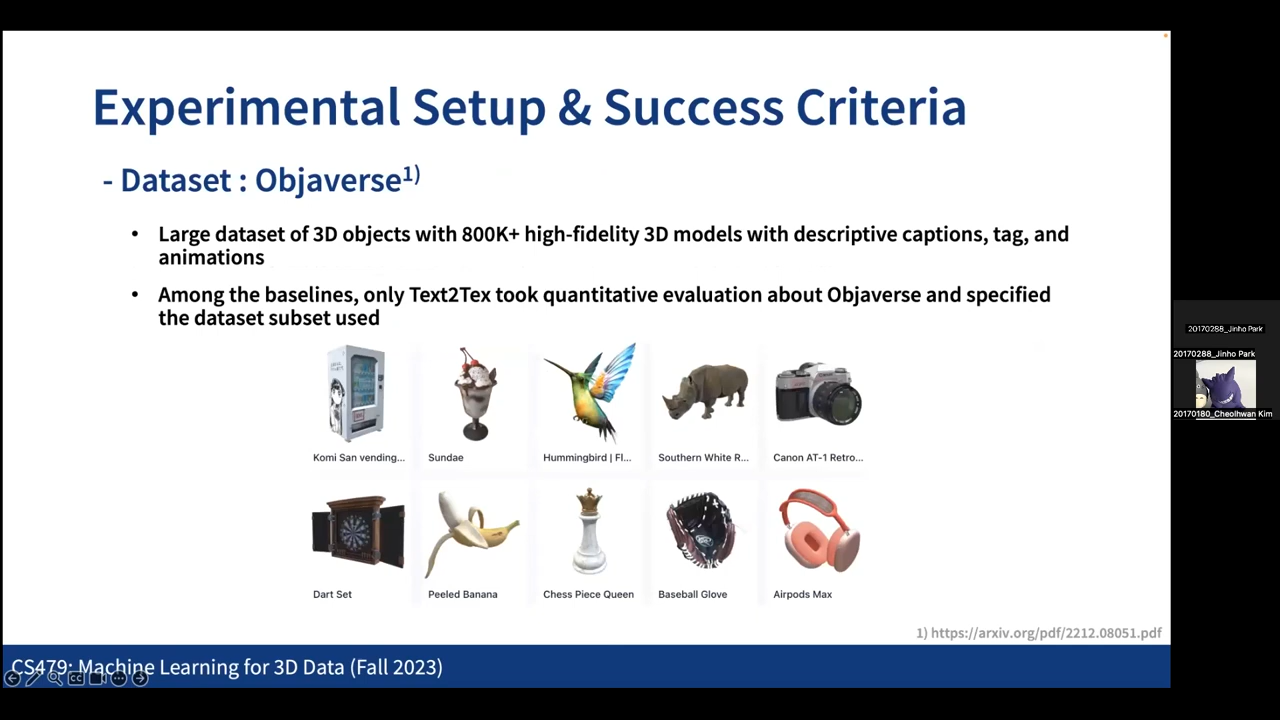 Experimental Setup & Success Criteria
- Dataset : Objaverse1)
• Large dataset of 3D objects with 800K+ high-fidelity 3D models with descriptive captions, tag, and
animations
• Among the baselines, only Text2Tex took quantitative evaluation about Objaverse and specified
the dataset subset used
Komi San vending...
Sundae
Hummingbird | Fl...
Southern White R...
Canon AT-1 Retro...
Dart Set
Peeled Banana
Chess Piece Queen
Baseball Glove
Airpods Max
1) https://arxiv.org/pdf/2212.08051.pdf
CS479: Machine Learning for 3D Data (Fall 2023)
20170288_Jinho Park
20170288_Jinho Park
20170180_Cheolhwan Kim